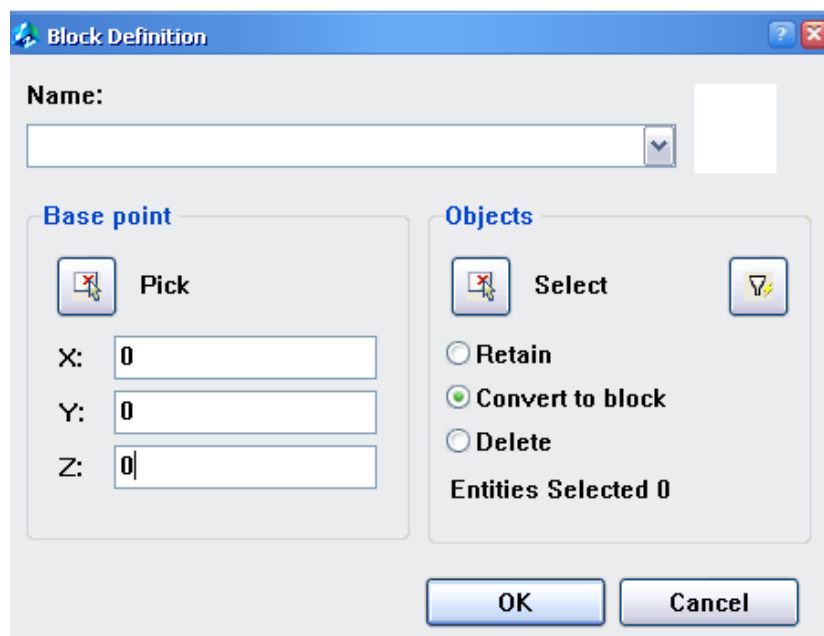 Block Definition
Name:
Base point
Pick
X: 0
Y: 0
Z: 0
Objects
Select
Retain
Convert to block
Delete
Entities Selected 0
OK
Cancel